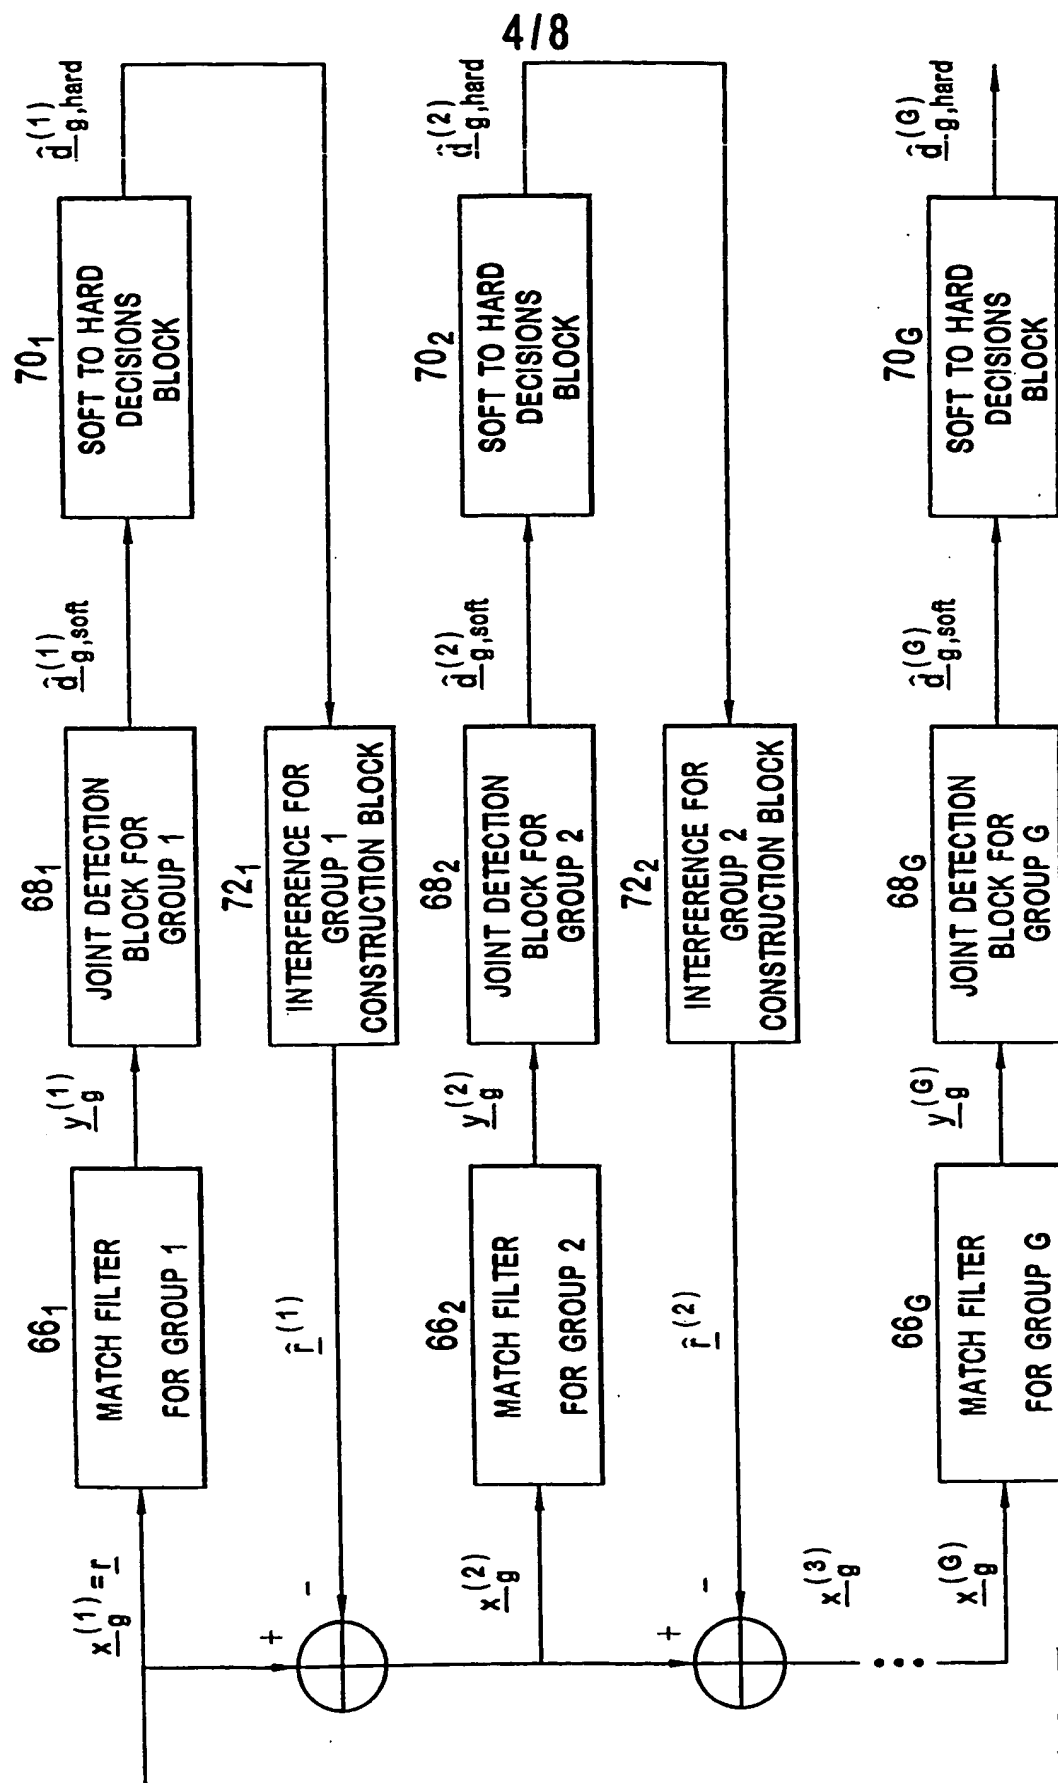 4/8
x_g^(1)=r
66₁
MATCH FILTER
FOR GROUP 1
y_g^(1)
68₁
JOINT DETECTION
BLOCK FOR
GROUP 1
d̂_g,soft^(1)
70₁
SOFT TO HARD
DECISIONS
BLOCK
d̂_g,hard^(1)
+
-
r̂^(1)
72₁
INTERFERENCE FOR
GROUP 1
CONSTRUCTION BLOCK
x_g^(2)
66₂
MATCH FILTER
FOR GROUP 2
y_g^(2)
68₂
JOINT DETECTION
BLOCK FOR
GROUP 2
d̂_g,soft^(2)
70₂
SOFT TO HARD
DECISIONS
BLOCK
d̂_g,hard^(2)
+
-
r̂^(2)
72₂
INTERFERENCE FOR
GROUP 2
CONSTRUCTION BLOCK
x_g^(3)
x_g^(G)
66G
MATCH FILTER
FOR GROUP G
y_g^(G)
68G
JOINT DETECTION
BLOCK FOR
GROUP G
d̂_g,soft^(G)
70G
SOFT TO HARD
DECISIONS
BLOCK
d̂_g,hard^(G)